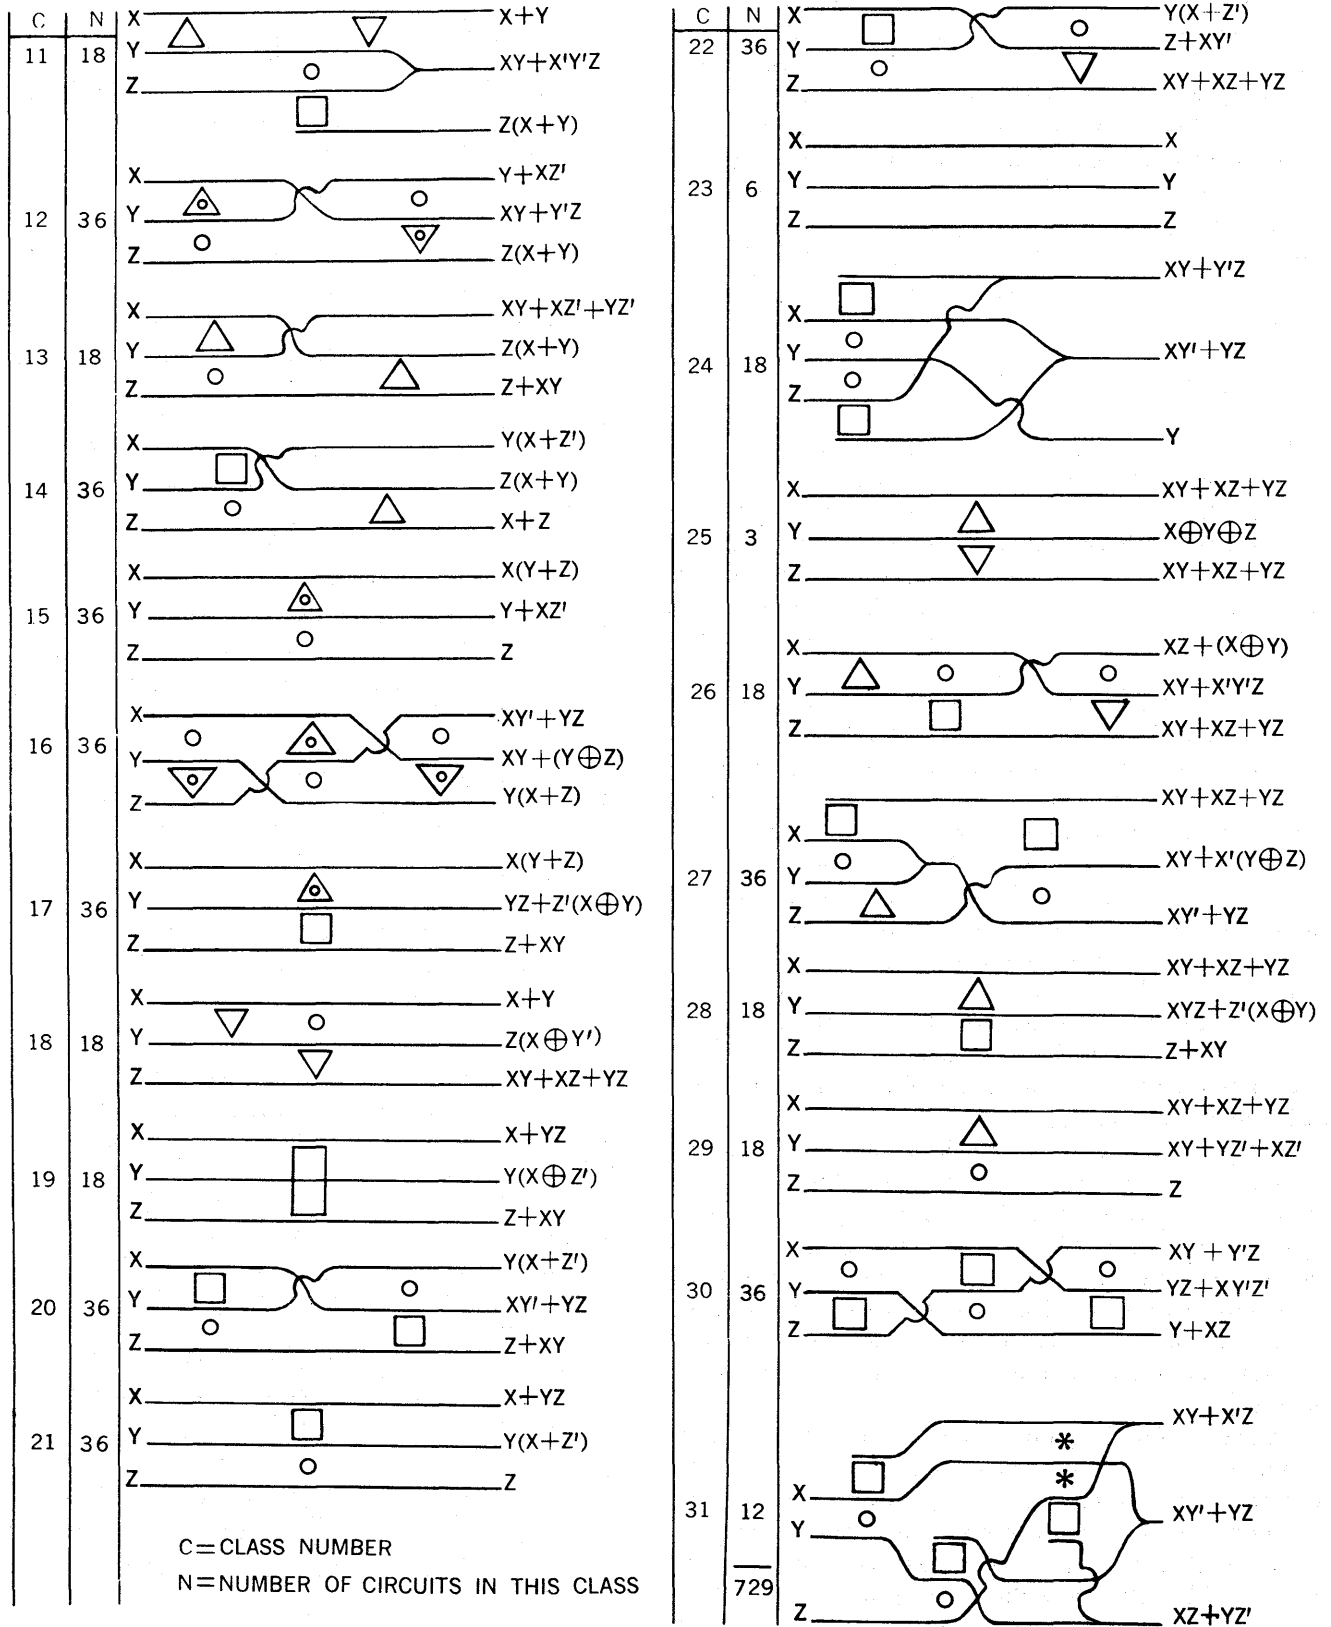 C N
11 18
X X+Y
Y XY+X'Y'Z
Z
Z(X+Y)
12 36
X Y+XZ'
Y XY+Y'Z
Z Z(X+Y)
13 18
X XY+XZ'+YZ'
Y Z(X+Y)
Z Z+XY
14 36
X Y(X+Z')
Y Z(X+Y)
Z X+Z
15 36
X X(Y+Z)
Y Y+XZ'
Z Z
16 36
X XY'+YZ
Y XY+(Y⊕Z)
Z Y(X+Z)
17 36
X X(Y+Z)
Y YZ+Z'(X⊕Y)
Z Z+XY
18 18
X X+Y
Y Z(X⊕Y')
Z XY+XZ+YZ
19 18
X X+YZ
Y Y(X⊕Z')
Z Z+XY
20 36
X Y(X+Z')
Y XY'+YZ
Z Z+XY
21 36
X X+YZ
Y Y(X+Z')
Z Z
C=CLASS NUMBER
N=NUMBER OF CIRCUITS IN THIS CLASS
C N
22 36
X Y(X+Z')
Y Z+XY'
Z XY+XZ+YZ
23 6
X X
Y Y
Z Z
24 18
XY+Y'Z
X
Y XY'+YZ
Z
Y
25 3
X XY+XZ+YZ
Y X⊕Y⊕Z
Z XY+XZ+YZ
26 18
X XZ+(X⊕Y)
Y XY+X'Y'Z
Z XY+XZ+YZ
27 36
XY+XZ+YZ
X
Y XY+X'(Y⊕Z)
Z XY'+YZ
28 18
X XY+XZ+YZ
Y XYZ+Z'(X⊕Y)
Z Z+XY
29 18
X XY+XZ+YZ
Y XY+YZ'+XZ'
Z Z
30 36
X XY+Y'Z
Y YZ+XY'Z'
Z Y+XZ
31 12
XY+X'Z
*
*
X
Y XY'+YZ
Z XZ+YZ'
729